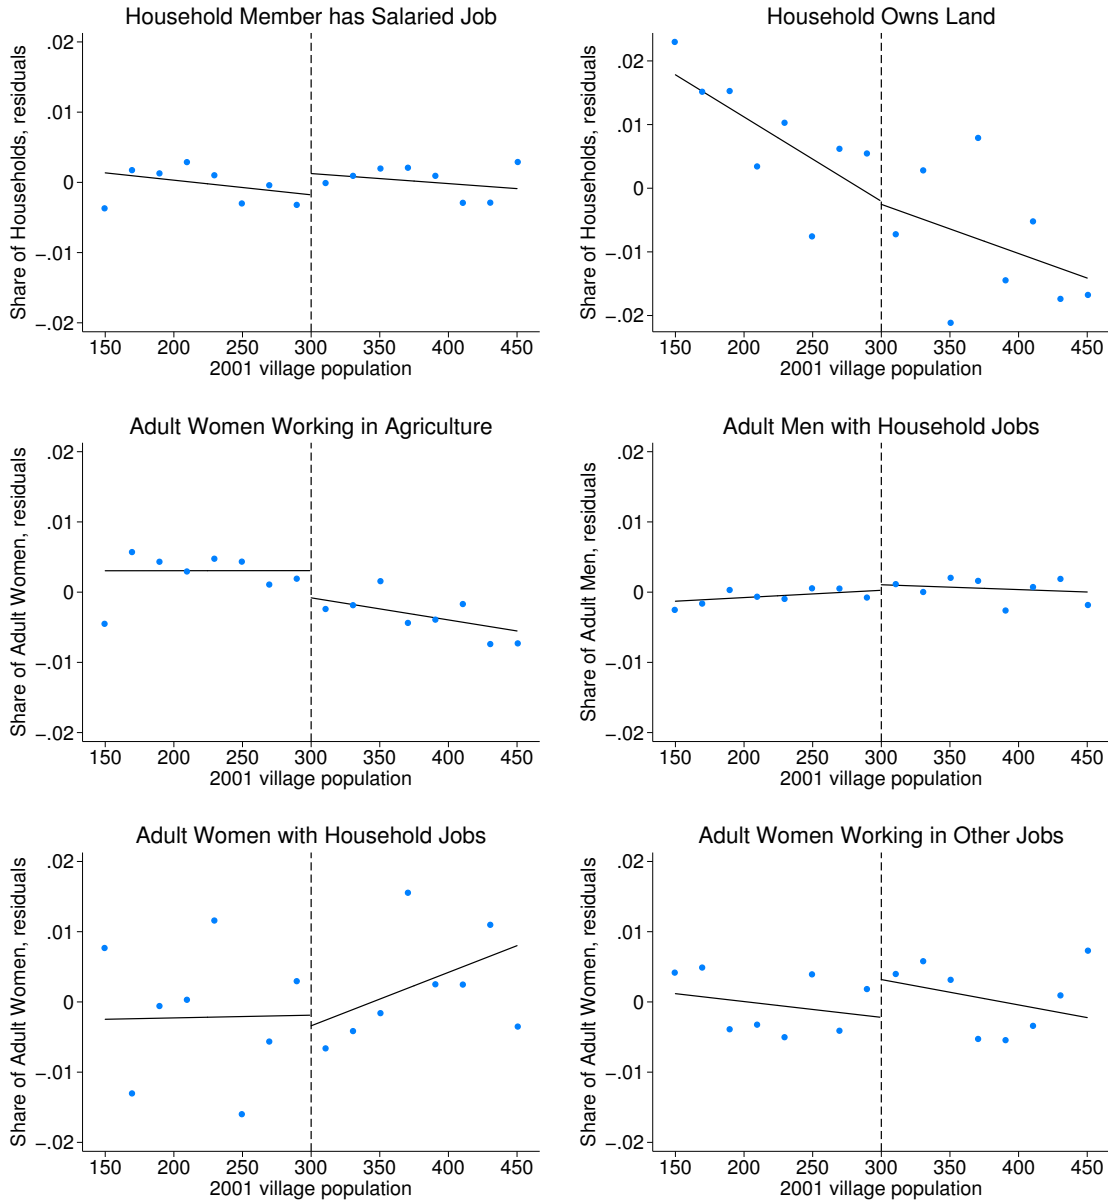 Household Member has Salaried Job
Share of Households, residuals
.02
.01
0
−.01
−.02
150 200 250 300 350 400 450
2001 village population
Household Owns Land
Share of Households, residuals
.02
.01
0
−.01
−.02
150 200 250 300 350 400 450
2001 village population
Adult Women Working in Agriculture
Share of Adult Women, residuals
.02
.01
0
−.01
−.02
150 200 250 300 350 400 450
2001 village population
Adult Men with Household Jobs
Share of Adult Men, residuals
.02
.01
0
−.01
−.02
150 200 250 300 350 400 450
2001 village population
Adult Women with Household Jobs
Share of Adult Women, residuals
.02
.01
0
−.01
−.02
150 200 250 300 350 400 450
2001 village population
Adult Women Working in Other Jobs
Share of Adult Women, residuals
.02
.01
0
−.01
−.02
150 200 250 300 350 400 450
2001 village population